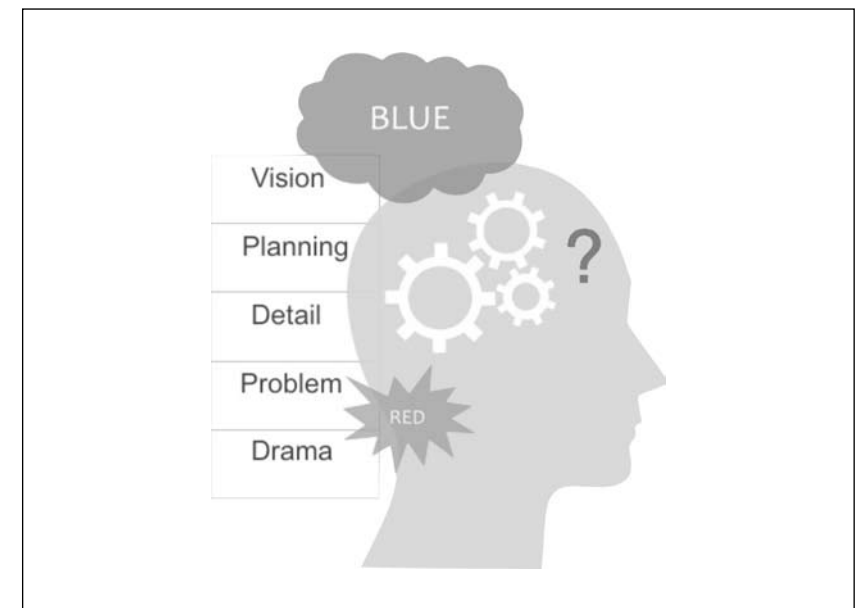 BLUE
Vision
Planning
?
Detail
Problem
RED
Drama